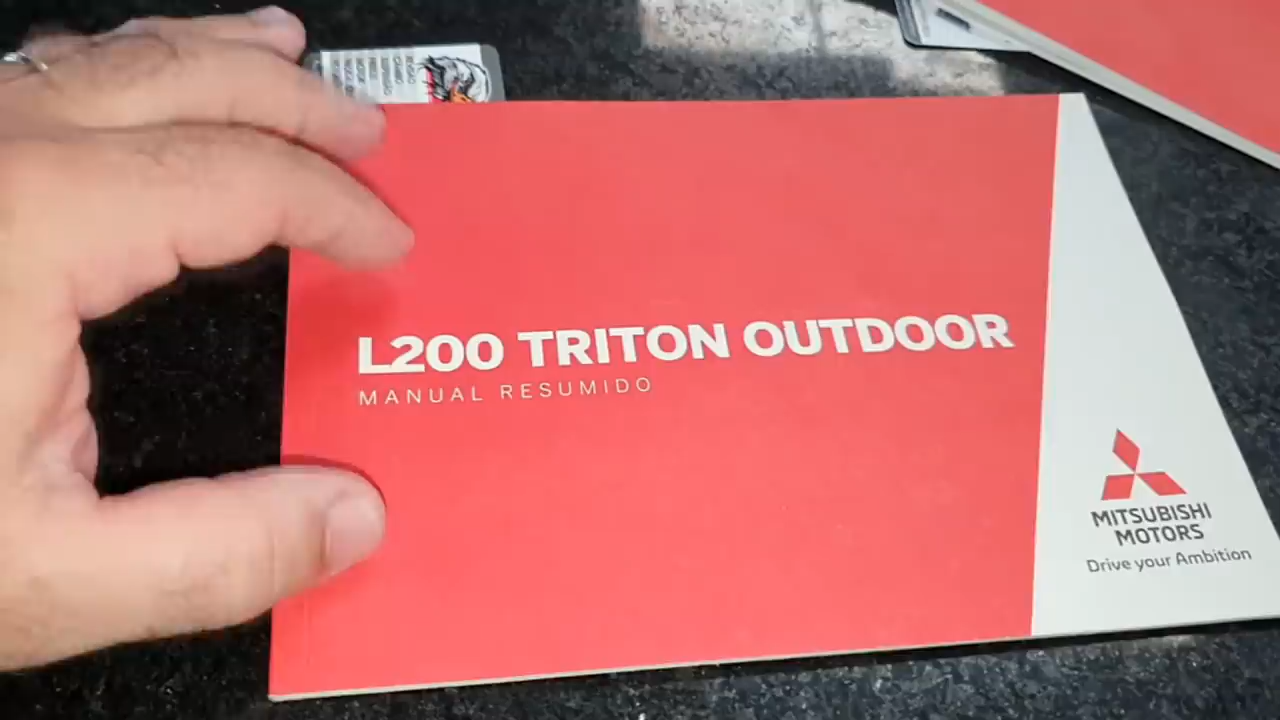 L200 TRITON OUTDOOR
MANUAL RESUMIDO
MITSUBISHI
MOTORS
Drive your Ambition